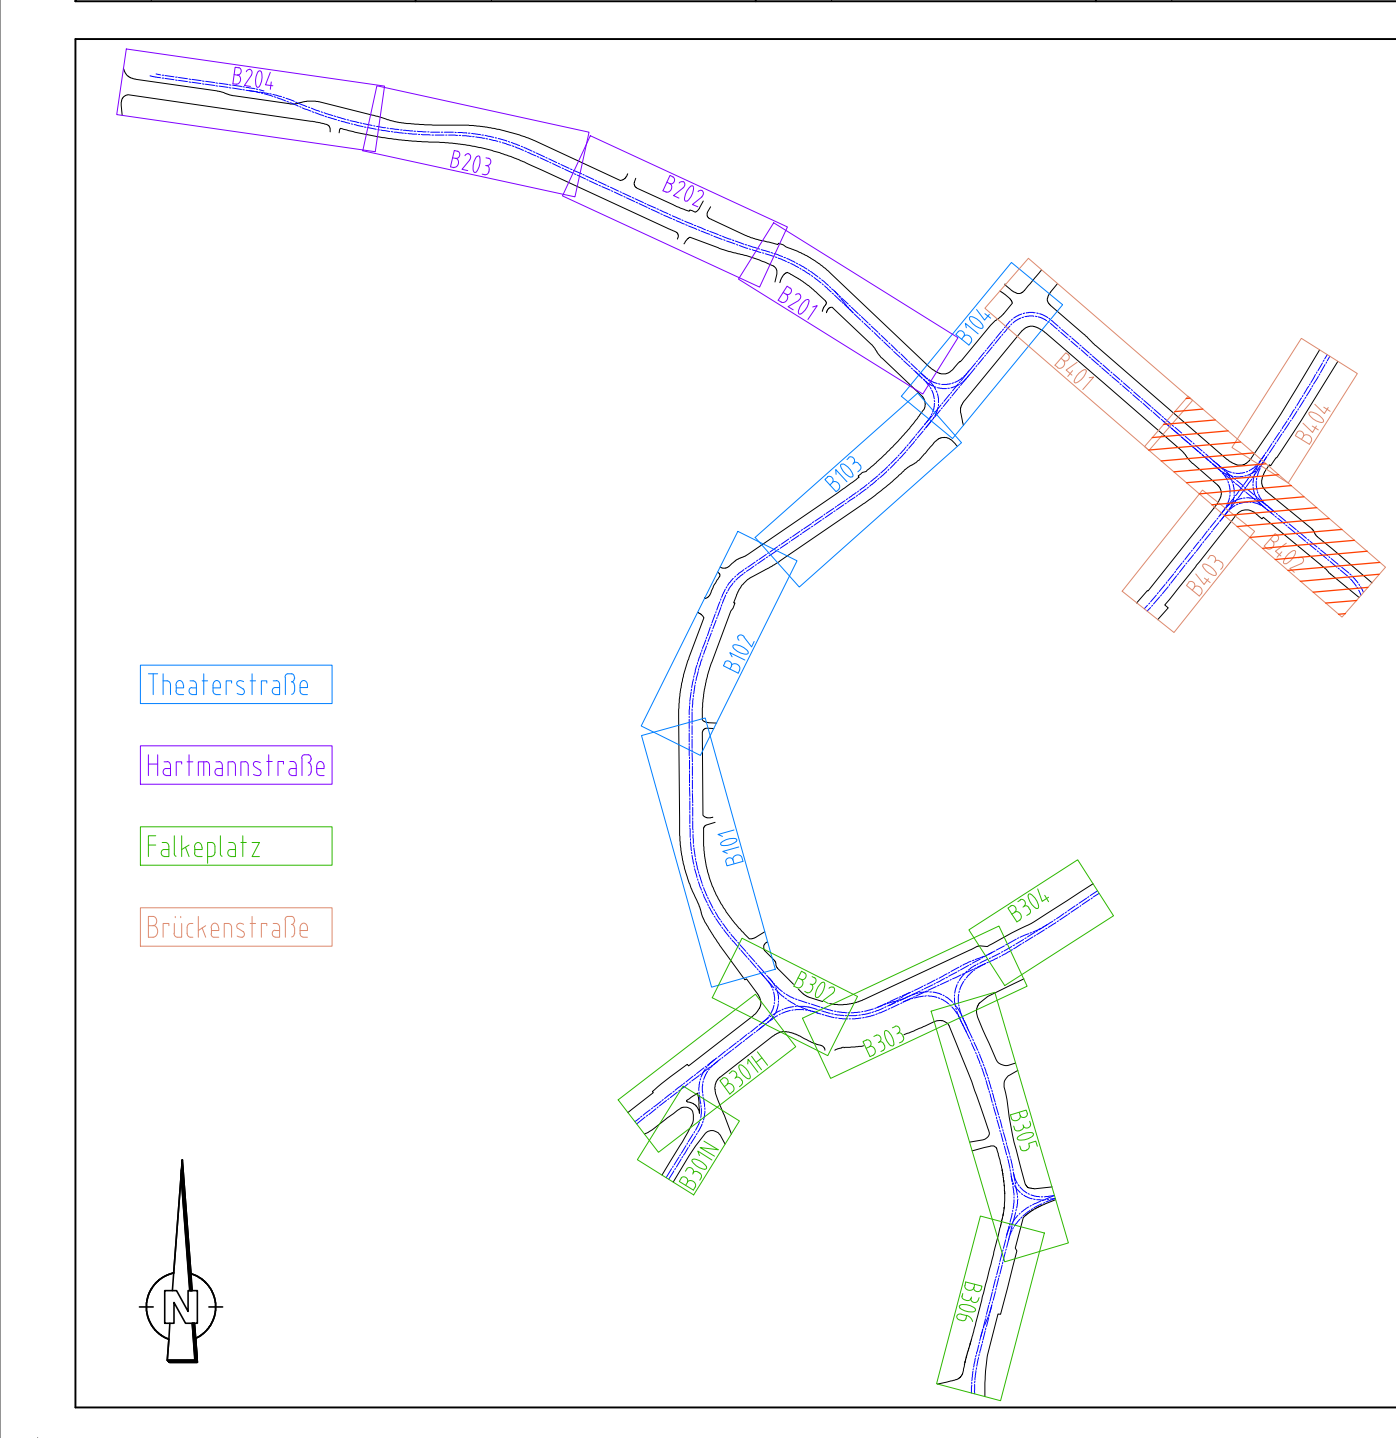 B204
B203
B202
B201
B104
B401
B404
B103
B402
B403
B102
Theaterstraße
Hartmannstraße
B101
Falkeplatz
B304
Brückenstraße
B302
B303
B301H
B305
B301N
B306
N